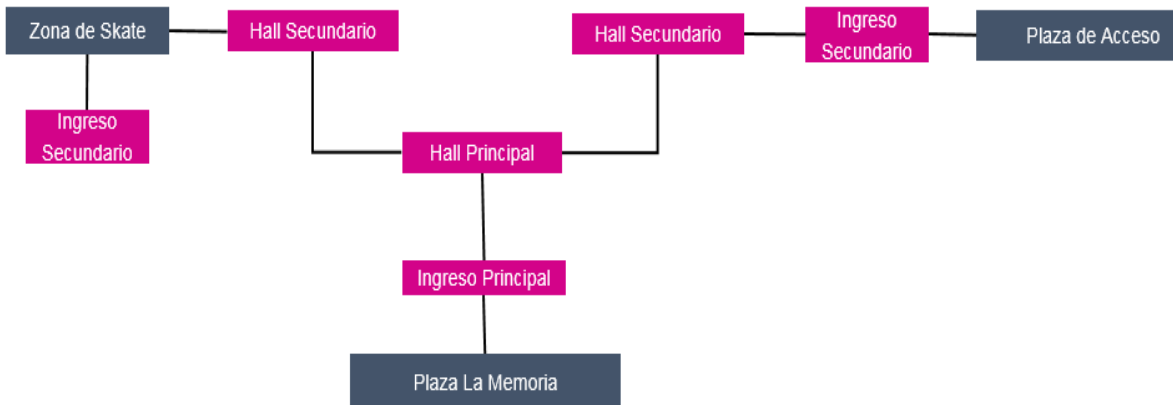 Zona de Skate
Hall Secundario
Hall Secundario
Ingreso
Secundario
Plaza de Acceso
Ingreso
Secundario
Hall Principal
Ingreso Principal
Plaza La Memoria